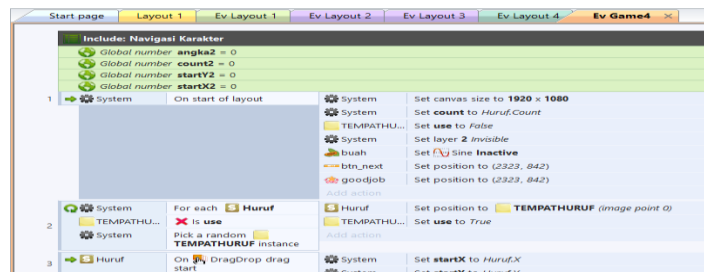 Start page Layout 1 Ev Layout 1 Ev Layout 2 Ev Layout 3 Ev Layout 4 Ev Game4 ×
Include: Navigasi Karakter
Global number angka2 = 0
Global number count2 = 0
Global number startY2 = 0
Global number startX2 = 0
1 System On start of layout System Set canvas size to 1920 x 1080
System Set count to Huruf.Count
TEMPATHU... Set use to False
System Set layer 2 Invisible
buah Set Sine Inactive
btn_next Set position to (2323, 842)
goodjob Set position to (2323, 842)
Add action
2 System For each Huruf Huruf Set position to TEMPATHURUF (image point 0)
TEMPATHU... Is use TEMPATHU... Set use to True
System Pick a random TEMPATHURUF instance Add action
3 Huruf On DragDrop drag start System Set startX to Huruf.X
System Set startY to Huruf.Y